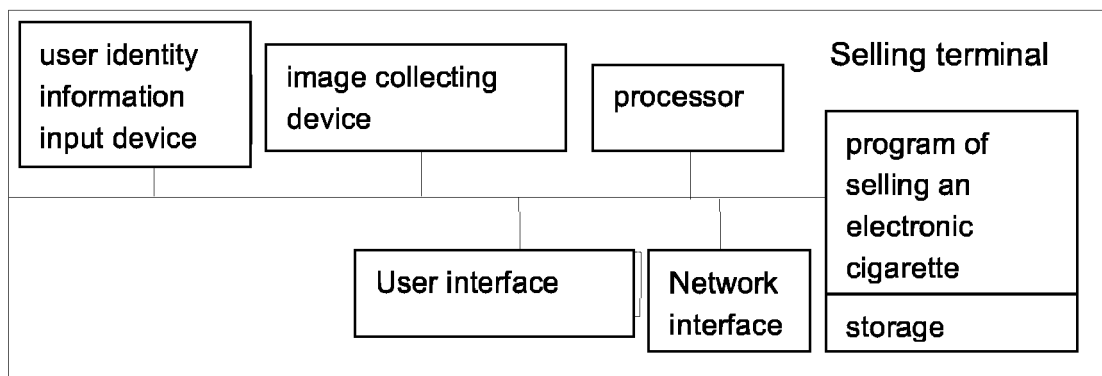 user identity
information
input device
image collecting
device
processor
Selling terminal
program of
selling an
electronic
cigarette
storage
User interface
Network
interface